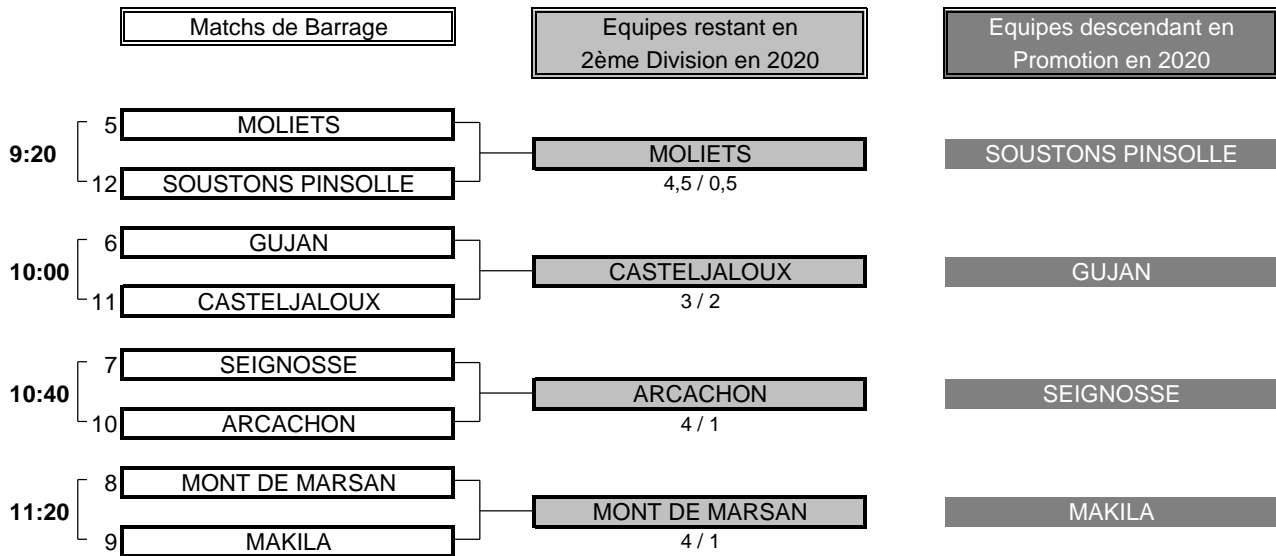 Matchs de Barrage
Equipes restant en
2ème Division en 2020
Equipes descendant en
Promotion en 2020
5 MOLIETS
9:20
MOLIETS
SOUSTONS PINSOLLE
12 SOUSTONS PINSOLLE
4,5 / 0,5
6 GUJAN
10:00
CASTELJALOUX
GUJAN
11 CASTELJALOUX
3 / 2
7 SEIGNOSSE
10:40
ARCACHON
SEIGNOSSE
10 ARCACHON
4 / 1
8 MONT DE MARSAN
11:20
MONT DE MARSAN
MAKILA
9 MAKILA
4 / 1